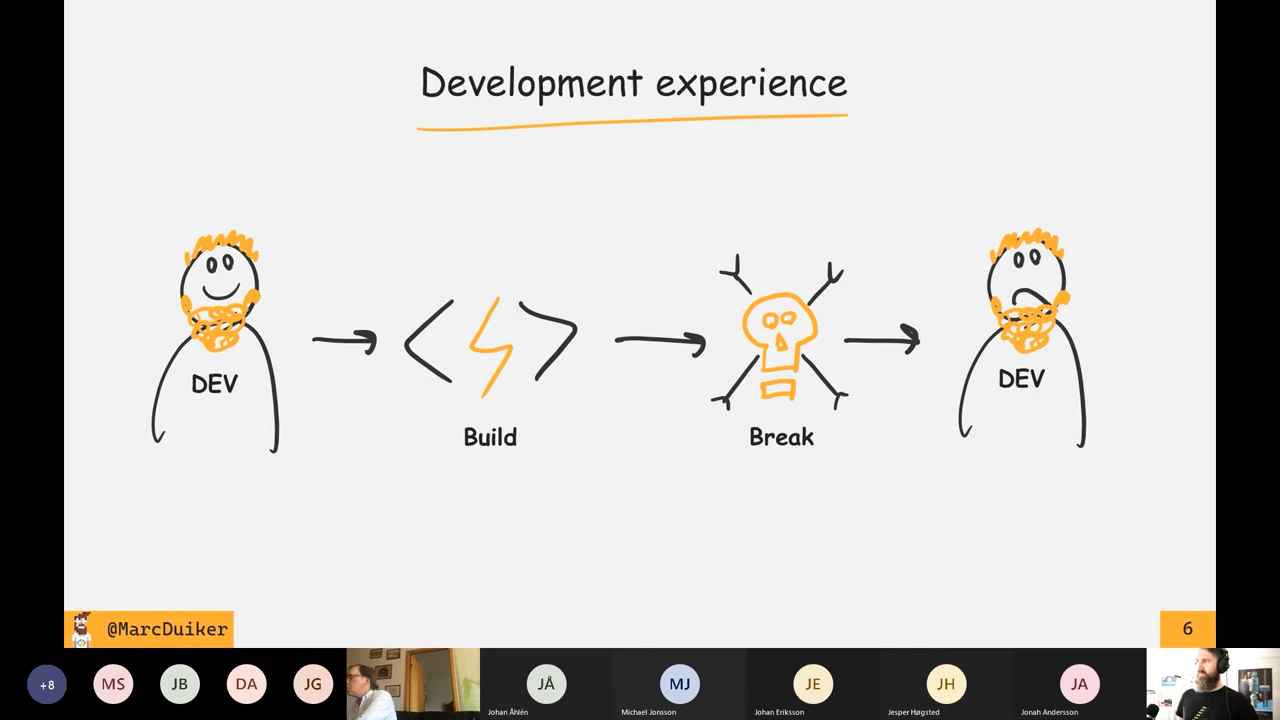 Development experience
DEV
Build
Break
DEV
@MarcDuiker
6
+8
MS
JB
DA
JG
JÅ
MJ
JE
JH
JA
Johan Åhlén
Michael Jonsson
Johan Eriksson
Jesper Høgsted
Jonah Andersson